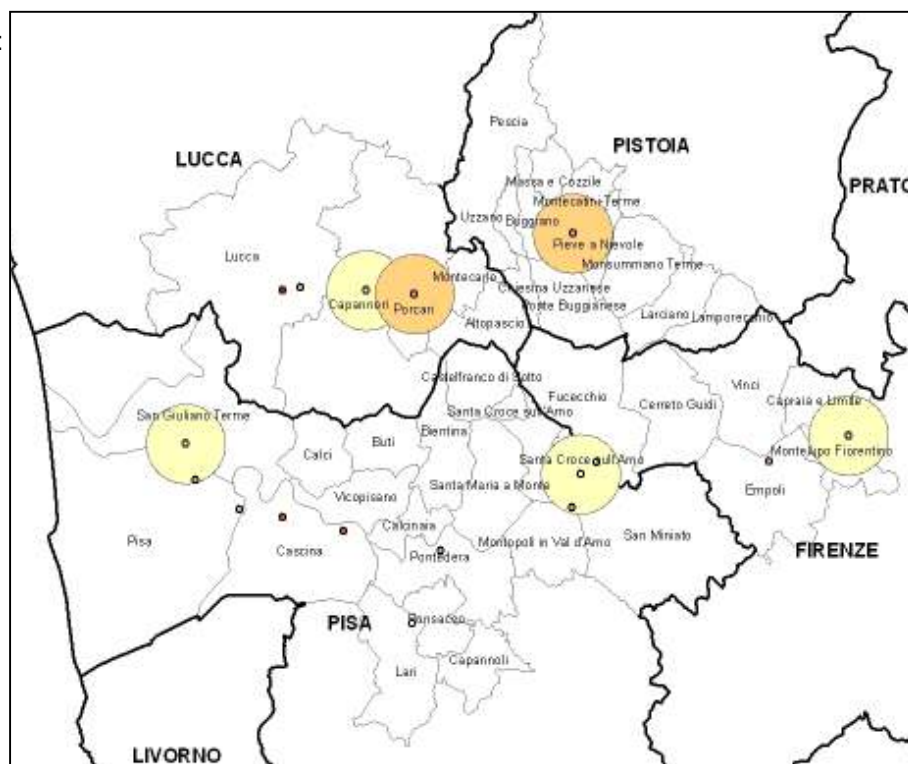 Pescia
PISTOIA
LUCCA
Massa e Cozzile
PRATO
Montecatini-Terme
Uzzano
Buggiano
Pieve a Nievole
Lucca
Monsummano Terme
Montecarlo
Chiesina Uzzanese
Capannori
Porcari
Ponte Buggianese
Larciano
Lamporecchio
Altopascio
Castelfranco di Sotto
Vinci
Fucecchio
Capraia e Limite
Cerreto Guidi
San Giuliano Terme
Santa Croce sull'Arno
Bientina
Buti
Montelupo Fiorentino
Calci
Santa Croce sull'Arno
Santa Maria a Monte
Empoli
Vicopisano
Calcinaia
San Miniato
Pisa
Montopoli in Val d'Arno
FIRENZE
Cascina
Pontedera
PISA
Ponsacco
Capannoli
Lari
LIVORNO